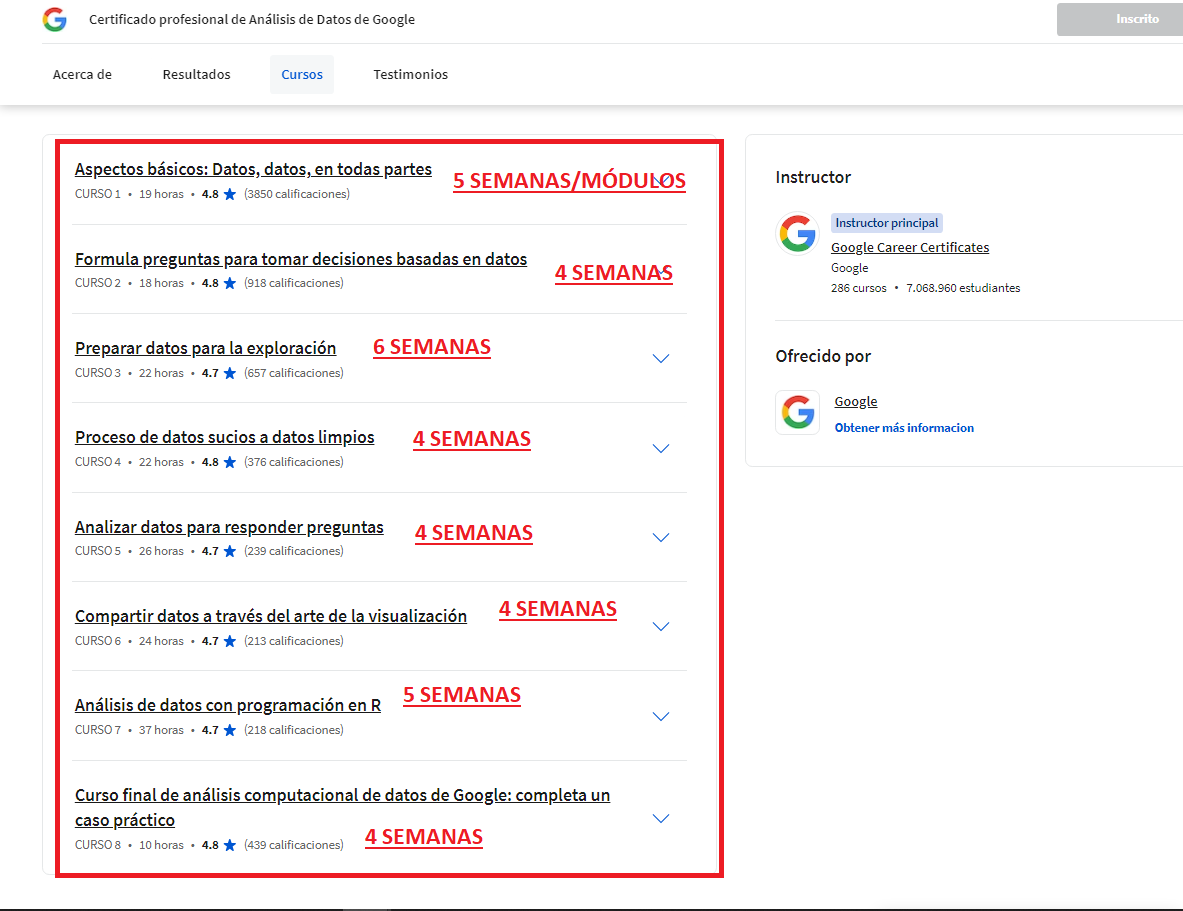 Certificado profesional de Análisis de Datos de Google
Inscrito
Acerca de
Resultados
Cursos
Testimonios
Aspectos básicos: Datos, datos, en todas partes
5 SEMANAS/MÓDULOS
CURSO 1 • 19 horas • 4.8 ★ (3850 calificaciones)
Formula preguntas para tomar decisiones basadas en datos
4 SEMANAS
CURSO 2 • 18 horas • 4.8 ★ (918 calificaciones)
Preparar datos para la exploración
6 SEMANAS
CURSO 3 • 22 horas • 4.7 ★ (657 calificaciones)
Proceso de datos sucios a datos limpios
4 SEMANAS
CURSO 4 • 22 horas • 4.8 ★ (376 calificaciones)
Analizar datos para responder preguntas
4 SEMANAS
CURSO 5 • 26 horas • 4.7 ★ (239 calificaciones)
Compartir datos a través del arte de la visualización
4 SEMANAS
CURSO 6 • 24 horas • 4.7 ★ (213 calificaciones)
Análisis de datos con programación en R
5 SEMANAS
CURSO 7 • 37 horas • 4.7 ★ (218 calificaciones)
Curso final de análisis computacional de datos de Google: completa un
caso práctico
4 SEMANAS
CURSO 8 • 10 horas • 4.8 ★ (439 calificaciones)
Instructor
Instructor principal
Google Career Certificates
Google
286 cursos • 7.068.960 estudiantes
Ofrecido por
Google
Obtener más informacion